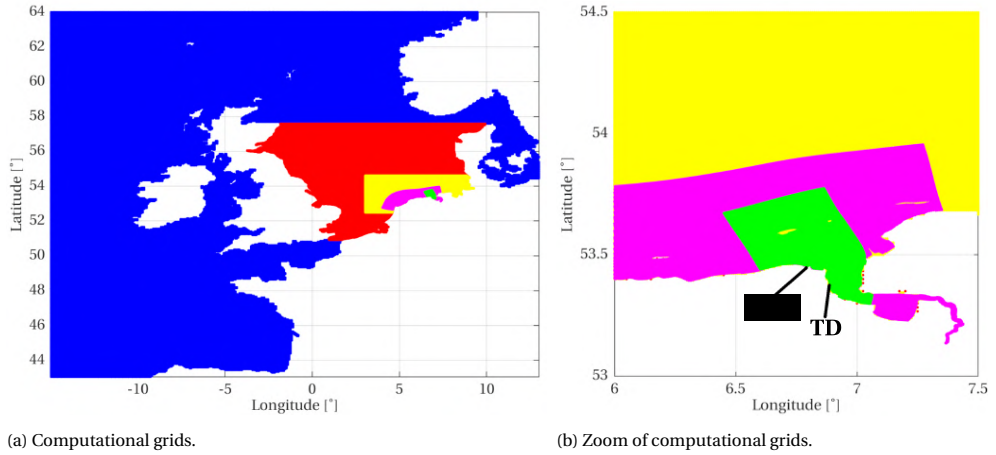 64
62
60
58
56
54
52
50
48
46
44
Latitude [°]
-10 -5 0 5 10
Longitude [°]
(a) Computational grids.
54.5
54
53.5
53
Latitude [°]
TD
6 6.5 7 7.5
Longitude [°]
(b) Zoom of computational grids.